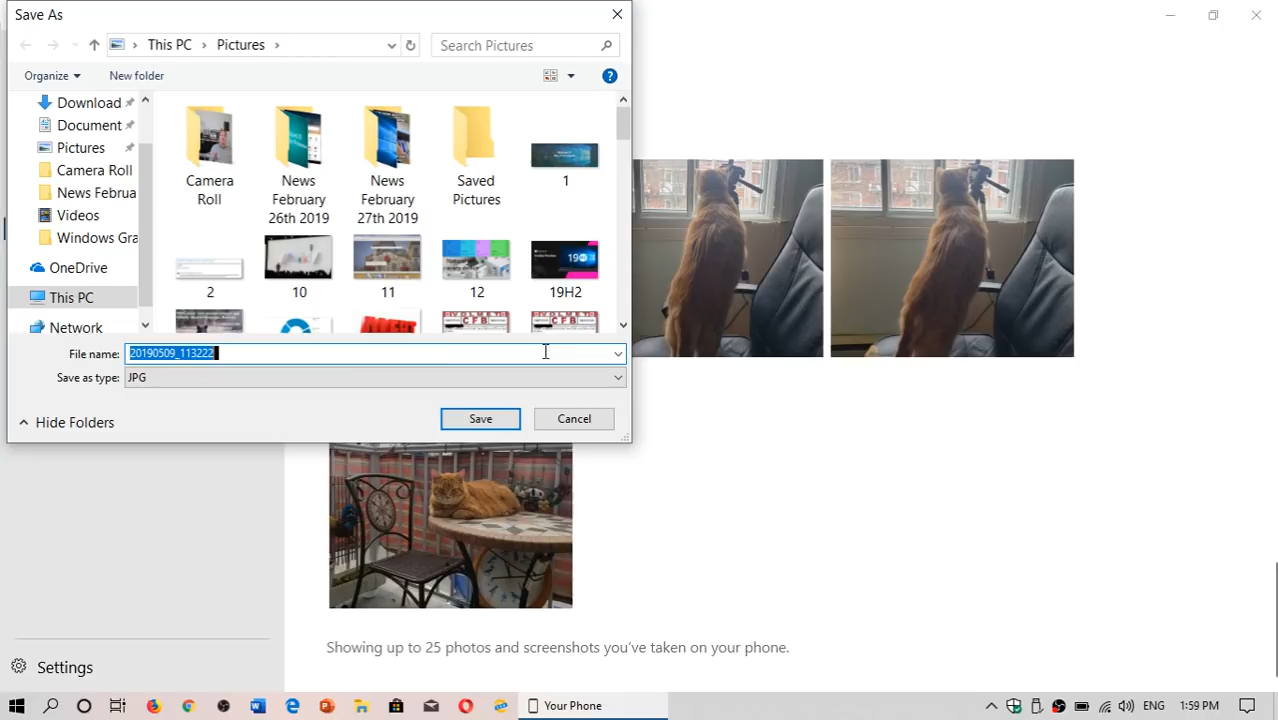 Save As
This PC
Pictures
Search Pictures
Organize
New folder
Download
Document
Pictures
Camera Roll
News Februa
Videos
Windows Gra
OneDrive
This PC
Network
Camera Roll
News February 26th 2019
News February 27th 2019
Saved Pictures
1
2
10
11
12
19H2
File name:
20190509_113222
Save as type:
JPG
Hide Folders
Save
Cancel
Showing up to 25 photos and screenshots you've taken on your phone.
Settings
Your Phone
ENG
1:59 PM